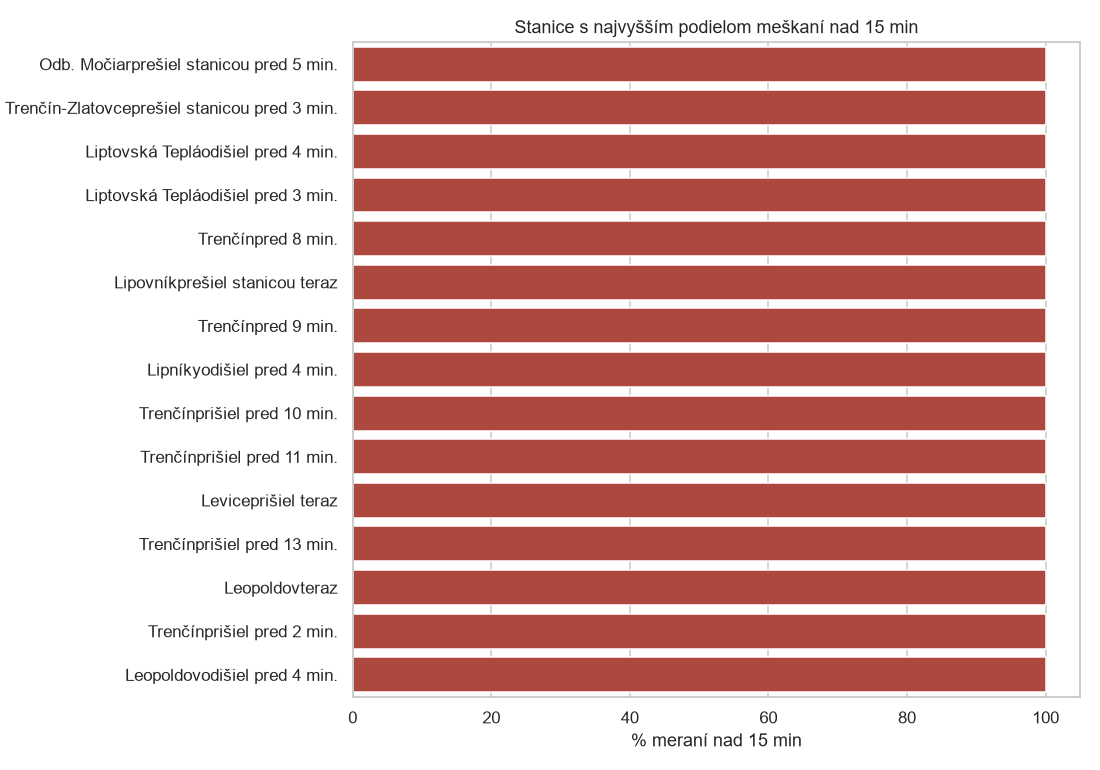 Stanice s najvyšším podielom meškaní nad 15 min
Odb. Močiarprešiel stanicou pred 5 min.
Trenčín-Zlatovceprešiel stanicou pred 3 min.
Liptovská Tepláodišiel pred 4 min.
Liptovská Tepláodišiel pred 3 min.
Trenčínpred 8 min.
Lipovníkprešiel stanicou teraz
Trenčínpred 9 min.
Lipníkyodišiel pred 4 min.
Trenčínprišiel pred 10 min.
Trenčínprišiel pred 11 min.
Leviceprišiel teraz
Trenčínprišiel pred 13 min.
Leopoldovteraz
Trenčínprišiel pred 2 min.
Leopoldovodišiel pred 4 min.
0 20 40 60 80 100
% meraní nad 15 min